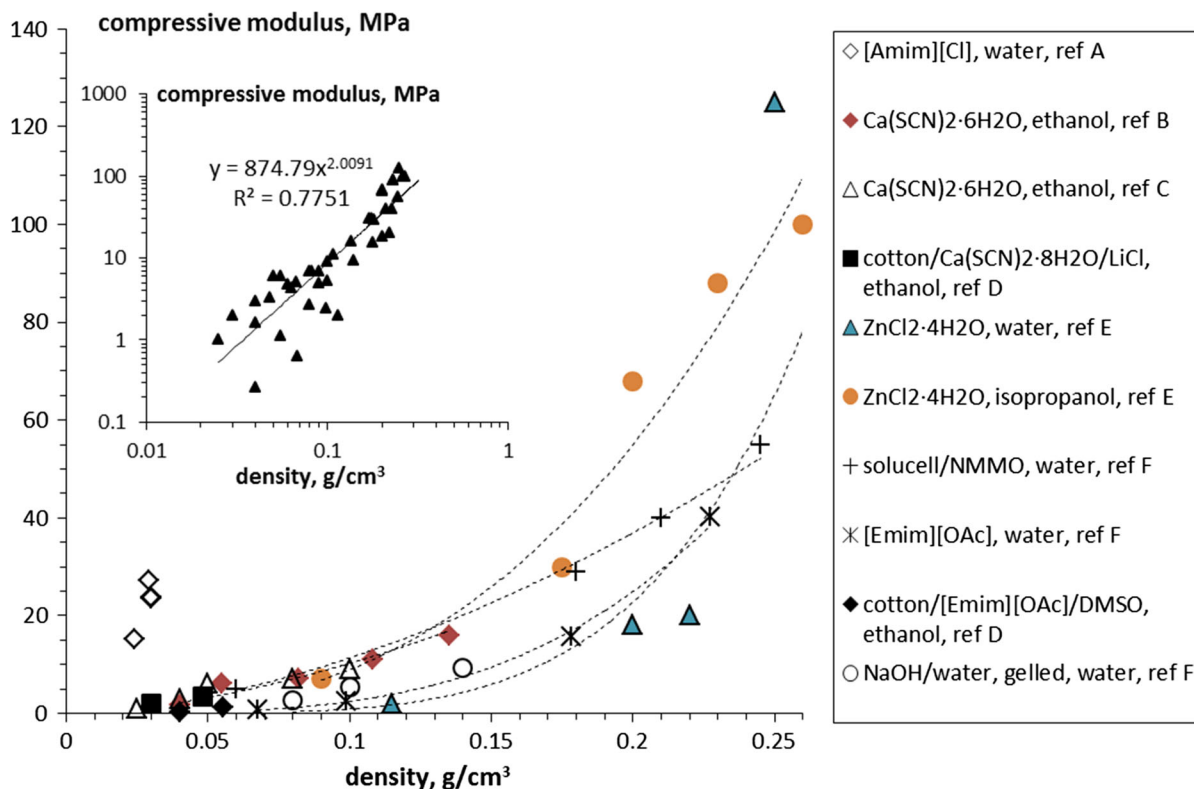 compressive modulus, MPa
140
120
100
80
60
40
20
0
0
0.05
0.1
0.15
0.2
0.25
density, g/cm³
compressive modulus, MPa
1000
100
10
1
0.1
0.01
0.1
1
density, g/cm³
y = 874.79x^2.0091
R² = 0.7751
[Amim][Cl], water, ref A
Ca(SCN)2·6H2O, ethanol, ref B
Ca(SCN)2·6H2O, ethanol, ref C
cotton/Ca(SCN)2·8H2O/LiCl,
ethanol, ref D
ZnCl2·4H2O, water, ref E
ZnCl2·4H2O, isopropanol, ref E
solucell/NMMO, water, ref F
[Emim][OAc], water, ref F
cotton/[Emim][OAc]/DMSO,
ethanol, ref D
NaOH/water, gelled, water, ref F